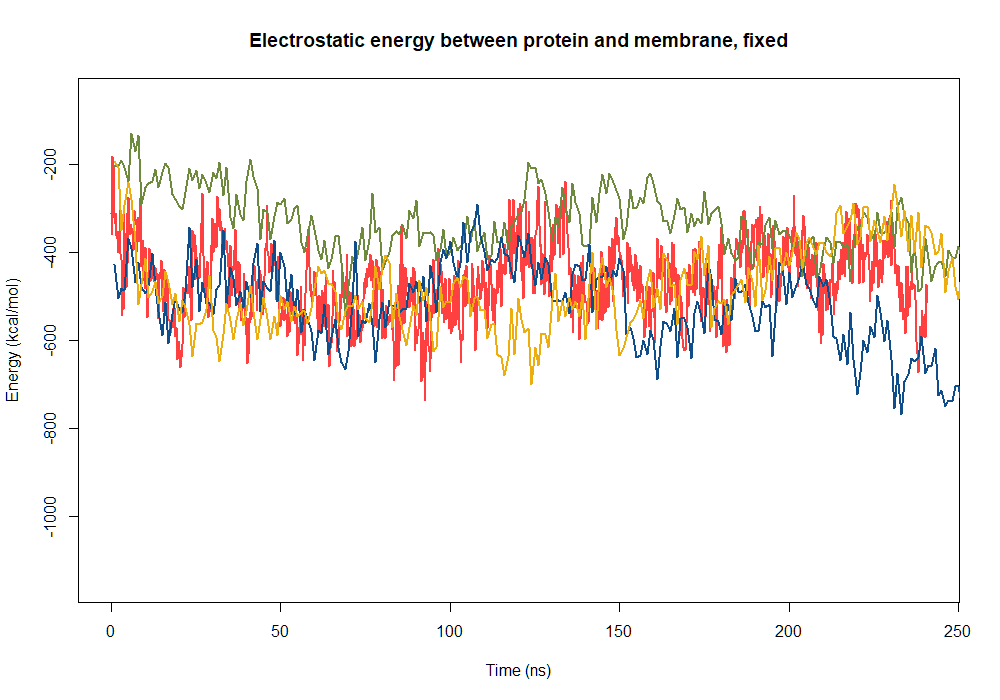 Electrostatic energy between protein and membrane, fixed
Energy (kcal/mol)
-200
-400
-600
-800
-1000
0 50 100 150 200 250
Time (ns)